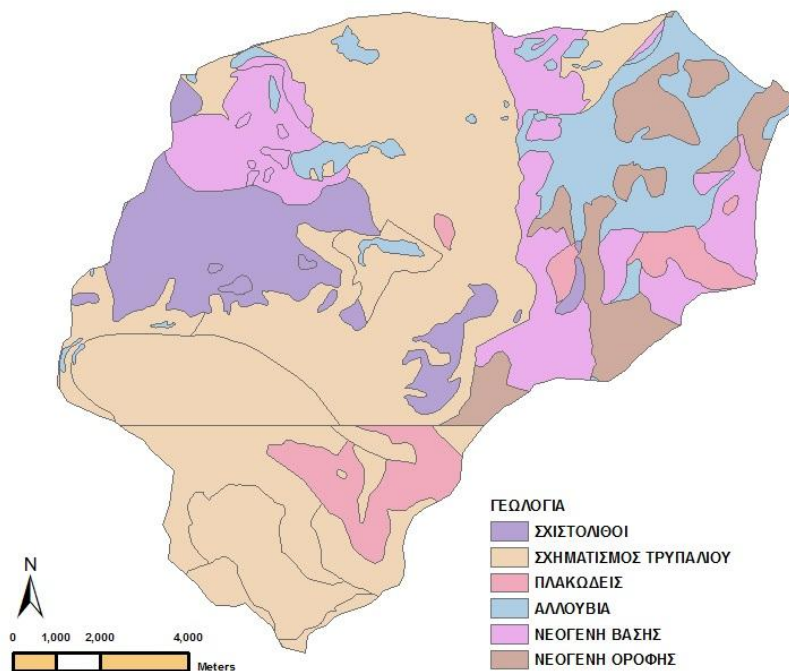 ΓΕΩΛΟΓΙΑ
ΣΧΙΣΤΟΛΙΘΟΙ
ΣΧΗΜΑΤΙΣΜΟΣ ΤΡΥΠΑΛΙΟΥ
ΠΛΑΚΩΔΕΙΣ
ΑΛΛΟΥΒΙΑ
ΝΕΟΓΕΝΗ ΒΑΣΗΣ
ΝΕΟΓΕΝΗ ΟΡΟΦΗΣ
N
0 1,000 2,000 4,000
Meters